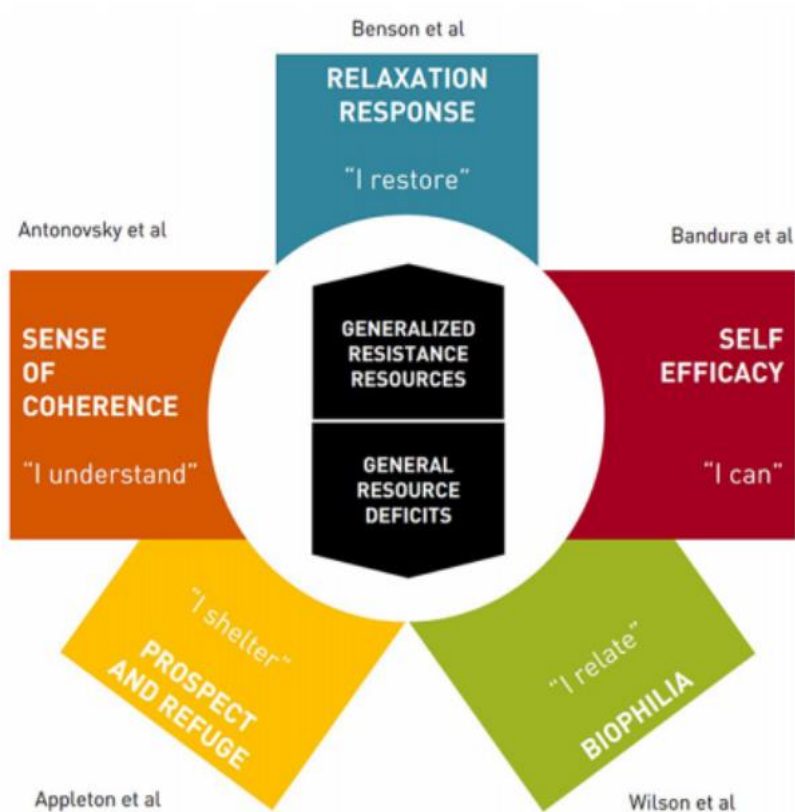 Benson et al
RELAXATION
RESPONSE
“I restore”
Antonovsky et al
SENSE
OF
COHERENCE
“I understand”
Bandura et al
SELF
EFFICACY
“I can”
GENERALIZED
RESISTANCE
RESOURCES
GENERAL
RESOURCE
DEFICITS
“I shelter”
PROSPECT
AND REFUGE
Appleton et al
“I relate”
BIOPHILIA
Wilson et al